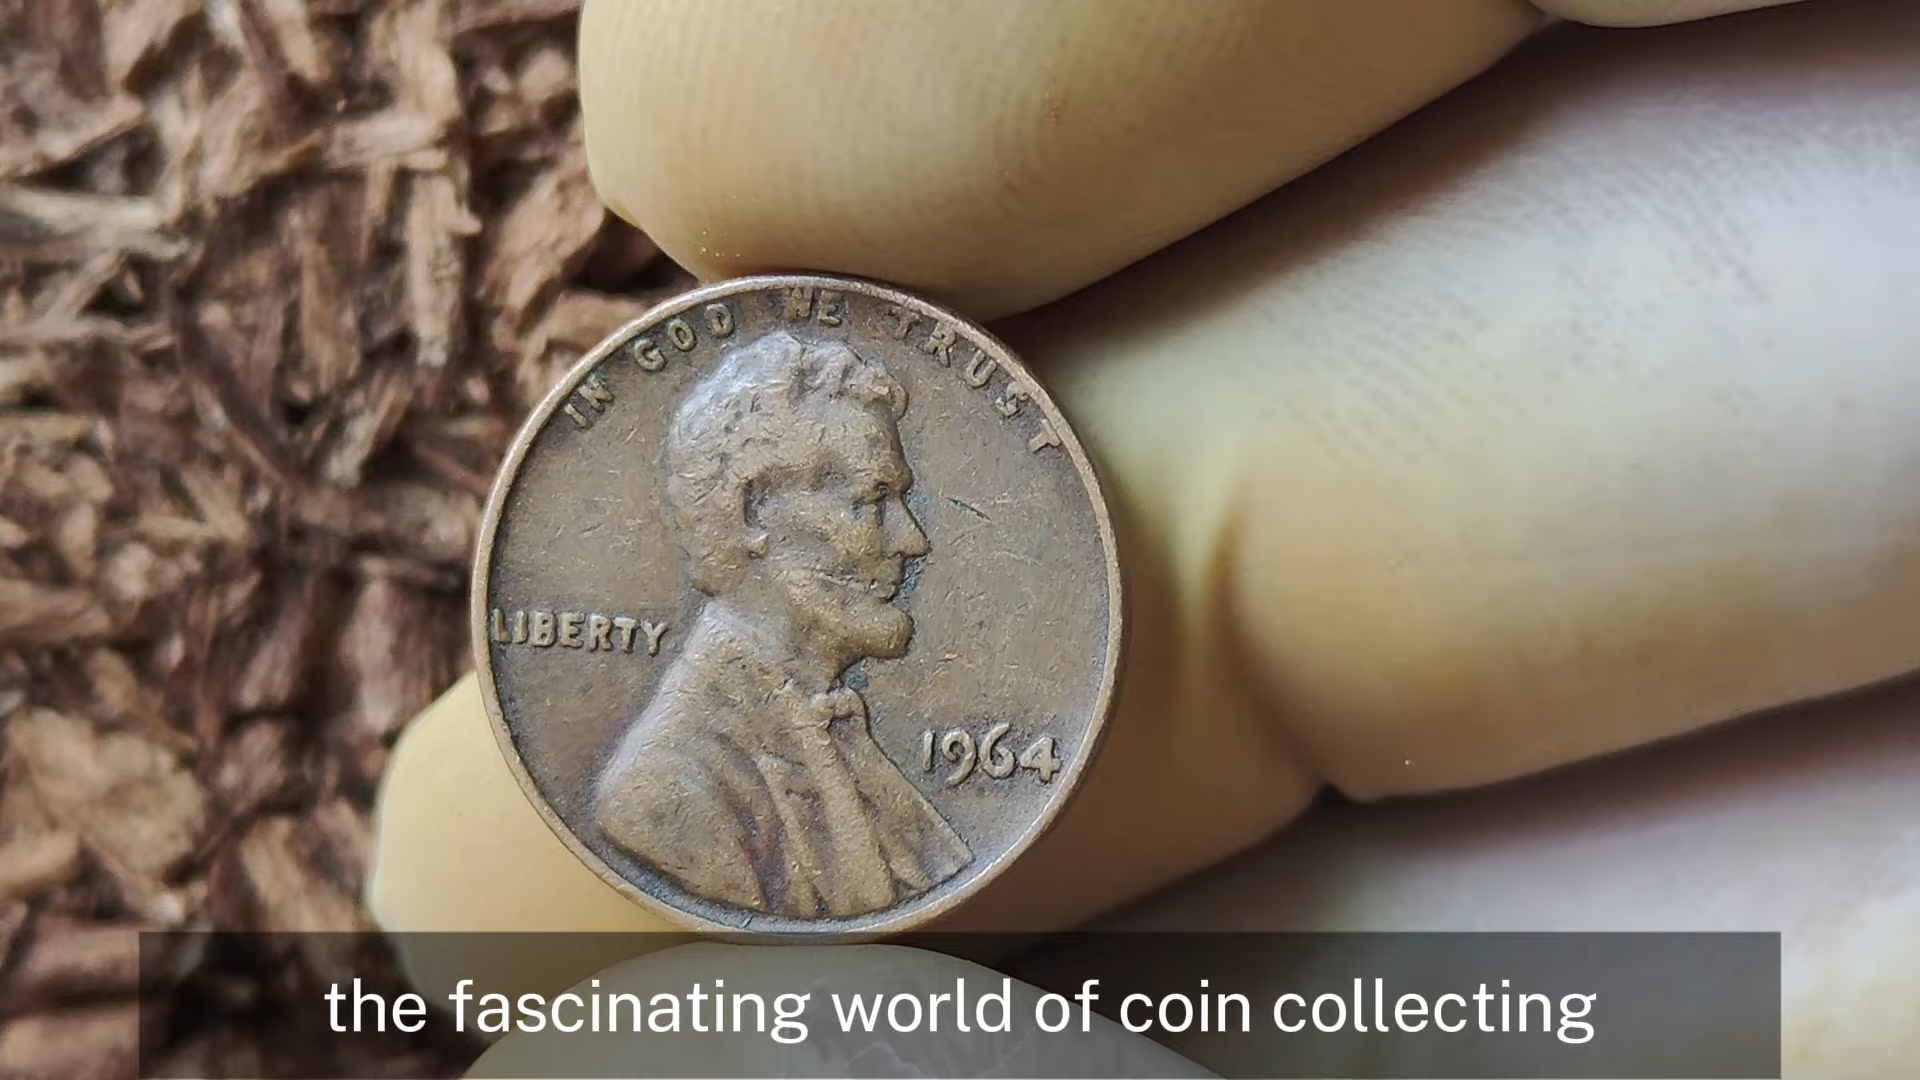 IN GOD WE TRUST
LIBERTY
1964
the fascinating world of coin collecting